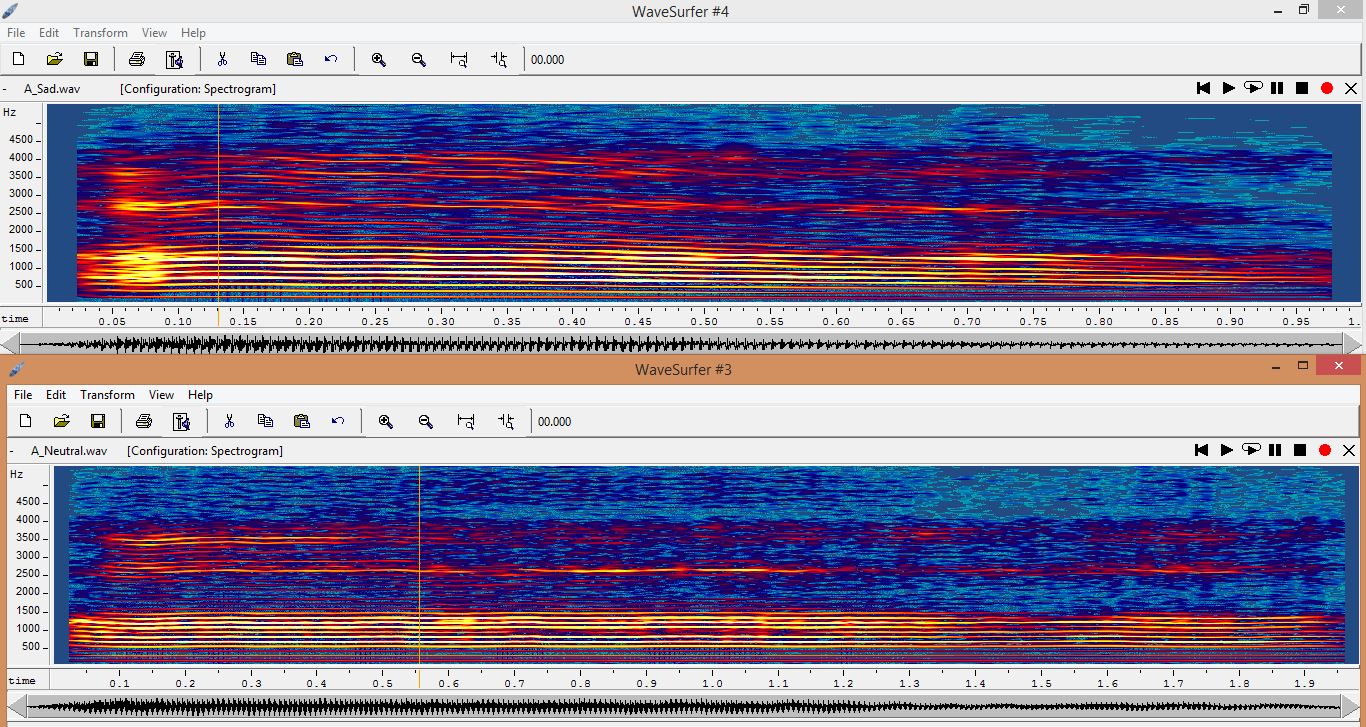 WaveSurfer #4
File Edit Transform View Help
00.000
- A_Sad.wav [Configuration: Spectrogram]
Hz
4500
4000
3500
3000
2500
2000
1500
1000
500
time 0.05 0.10 0.15 0.20 0.25 0.30 0.35 0.40 0.45 0.50 0.55 0.60 0.65 0.70 0.75 0.80 0.85 0.90 0.95 1.
WaveSurfer #3
File Edit Transform View Help
00.000
- A_Neutral.wav [Configuration: Spectrogram]
Hz
4500
4000
3500
3000
2500
2000
1500
1000
500
time 0.1 0.2 0.3 0.4 0.5 0.6 0.7 0.8 0.9 1.0 1.1 1.2 1.3 1.4 1.5 1.6 1.7 1.8 1.9